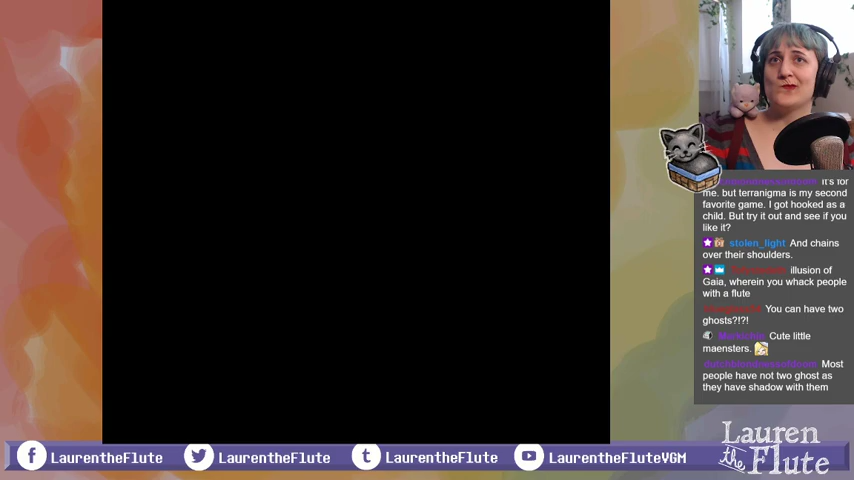 It's for
me. but terranigma is my second
favorite game. I got hooked as a
child. But try it out and see if you
like it?
stolen_light And chains
over their shoulders.
illusion of
Gaia, wherein you whack people
with a flute
You can have two
ghosts?!?!
Cute little
maensters.
dutchblondnessofdoom Most
people have not two ghost as
they have shadow with them
LaurentheFlute
LaurentheFlute
LaurentheFlute
LaurentheFluteVGM
Lauren
the Flute